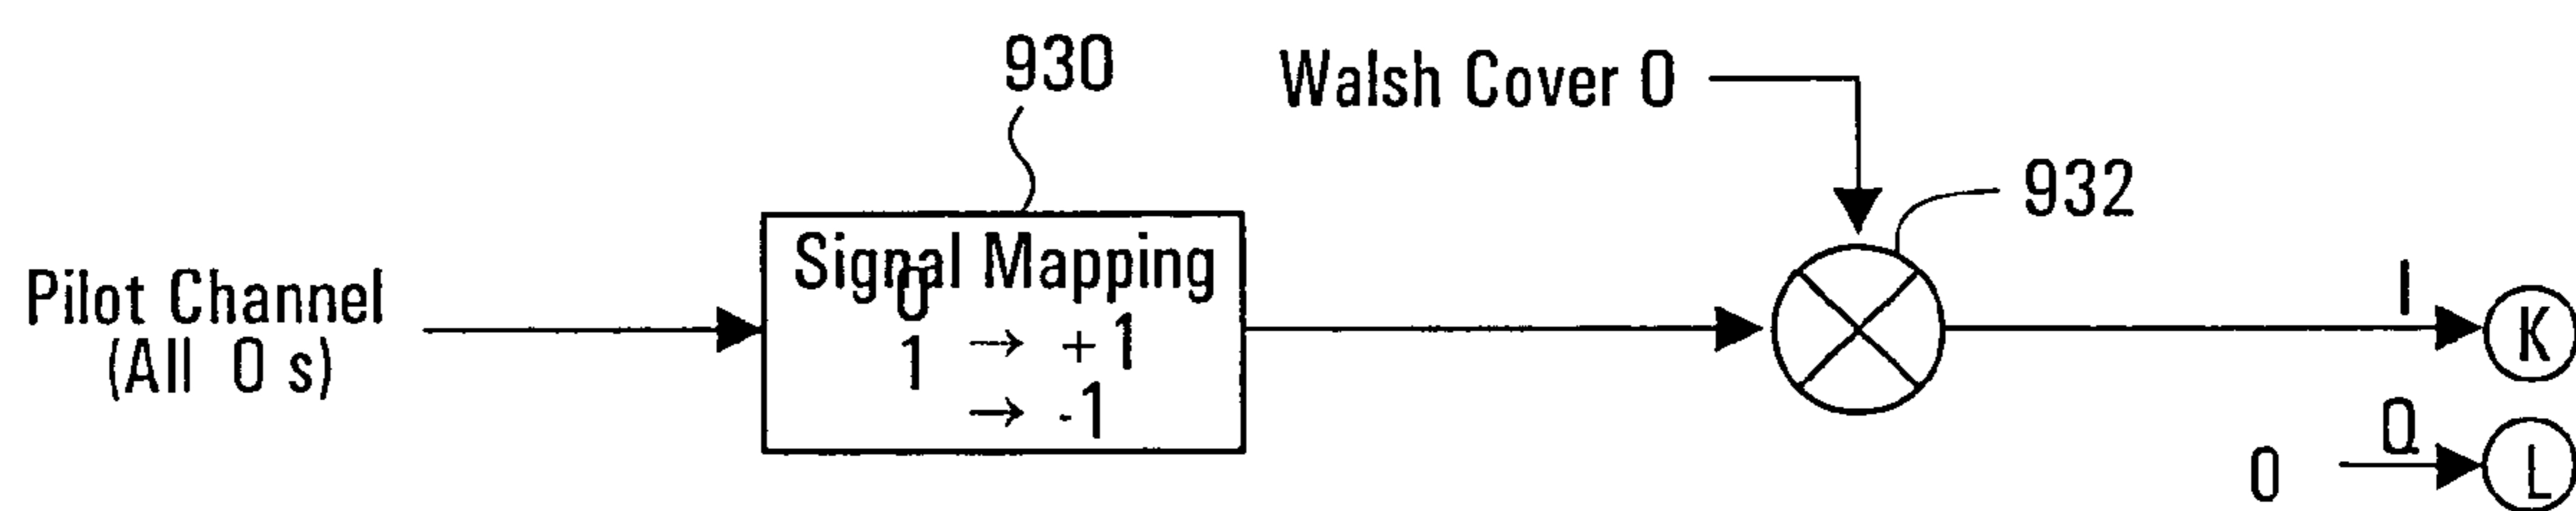 930
Walsh Cover 0
932
Pilot Channel
(All 0 s)
Signal Mapping
0
1 → +1
→ -1
I
K
Q
0
L